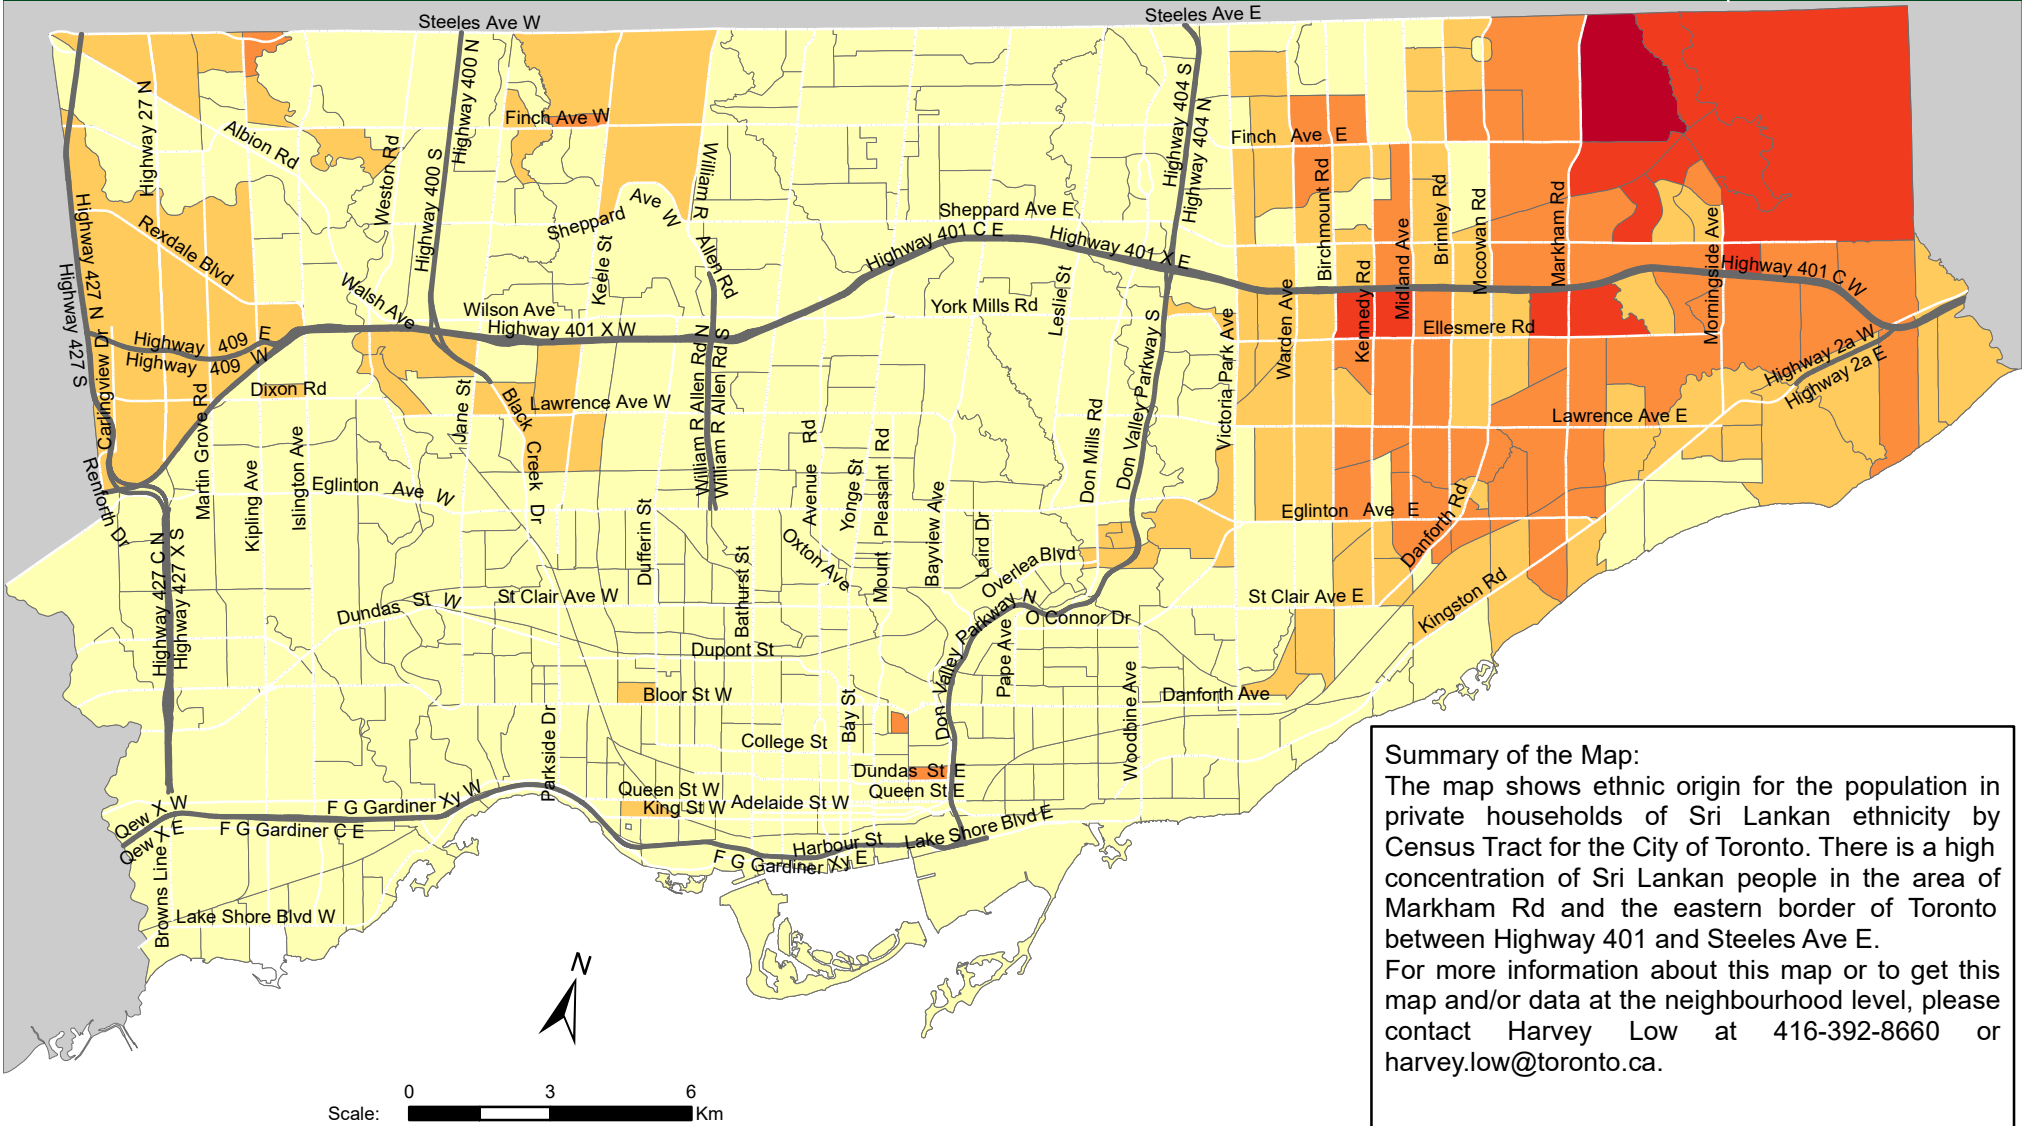 Steeles Ave W
Steeles Ave E
Highway 27 N
Albion Rd
Weston Rd
Highway 400 N
Highway 400 S
Finch Ave W
William R
Allen Rd
Sheppard Ave W
Keele St
Sheppard Ave E
Highway 404 S
Highway 404 N
Finch Ave E
Birchmount Rd
Kennedy Rd
Midland Ave
Brimley Rd
Mccowan Rd
Markham Rd
Morningside Ave
Highway 427 N
Highway 427 S
Rexdale Blvd
Walsh Ave
Wilson Ave
Highway 401 X W
Highway 401 C E
Highway 401 X E
Highway 401 C W
York Mills Rd
Leslie St
Ellesmere Rd
Warden Ave
Victoria Park Ave
Highway 2a W
Highway 2a E
Highway 409 E
Highway 409 W
Carlingview Dr
Martin Grove Rd
Dixon Rd
Jane St
Black Creek Dr
Lawrence Ave W
William R Allen Rd N
William R Allen Rd S
Don Mills Rd
Don Valley Parkway S
Lawrence Ave E
Renforth Dr
Kipling Ave
Islington Ave
Eglinton Ave W
Dufferin St
Bathurst St
Avenue Rd
Yonge St
Mount Pleasant Rd
Bayview Ave
Laird Dr
Oxton Ave
Overlea Blvd
Eglinton Ave E
Danforth Rd
Kingston Rd
Highway 427 C N
Highway 427 X S
Dundas St W
St Clair Ave W
Dupont St
Don Valley Parkway N
O Connor Dr
St Clair Ave E
Pape Ave
Woodbine Ave
Danforth Ave
Bloor St W
Parkside Dr
College St
Bay St
Dundas St E
Queen St W
Queen St E
King St W
Adelaide St W
Qew X W
Qew X E
F G Gardiner Xy W
F G Gardiner C E
F G Gardiner Xy E
Harbour St
Lake Shore Blvd E
Browns Line
Lake Shore Blvd W
N
0 3 6
Scale: Km
Summary of the Map:
The map shows ethnic origin for the population in
private households of Sri Lankan ethnicity by
Census Tract for the City of Toronto. There is a high
concentration of Sri Lankan people in the area of
Markham Rd and the eastern border of Toronto
between Highway 401 and Steeles Ave E.
For more information about this map or to get this
map and/or data at the neighbourhood level, please
contact Harvey Low at 416-392-8660 or
harvey.low@toronto.ca.